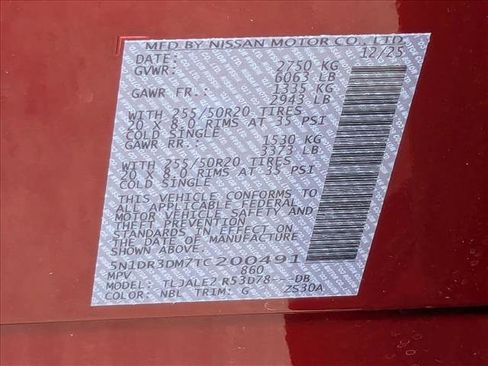 MFD BY NISSAN MOTOR CO., LTD.
DATE: 12/25
GVWR: 2750 KG
6063 LB
GAWR FR.: 1335 KG
2943 LB
WITH 255/50R20 TIRES
20 X 8.0 RIMS AT 35 PSI
COLD SINGLE
GAWR RR.: 1530 KG
3373 LB
WITH 255/50R20 TIRES
20 X 8.0 RIMS AT 35 PSI
COLD SINGLE
THIS VEHICLE CONFORMS TO
ALL APPLICABLE FEDERAL
MOTOR VEHICLE SAFETY AND
THEFT PREVENTION
STANDARDS IN EFFECT ON
THE DATE OF MANUFACTURE
SHOWN ABOVE.
5N1DR3DM7TC200491
MPV 860
MODEL: TLJALEZ R53D78-- DB
COLOR: NBL TRIM: G ZS30A